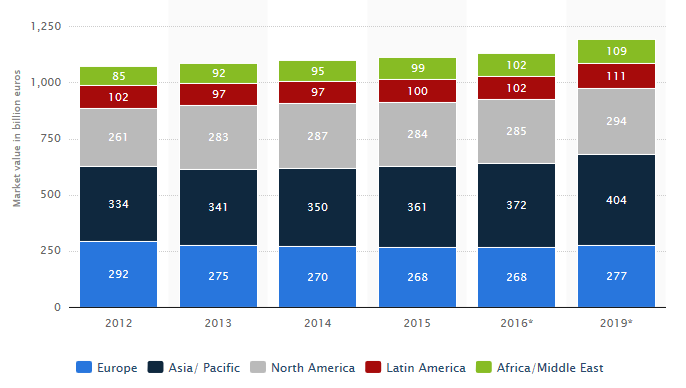 1,250
1,000
750
500
250
0
Market value in billion euros
85 92 95 99 102 109
102 97 97 100 102 111
261 283 287 284 285 294
334 341 350 361 372 404
292 275 270 268 268 277
2012 2013 2014 2015 2016* 2019*
Europe Asia/ Pacific North America Latin America Africa/Middle East